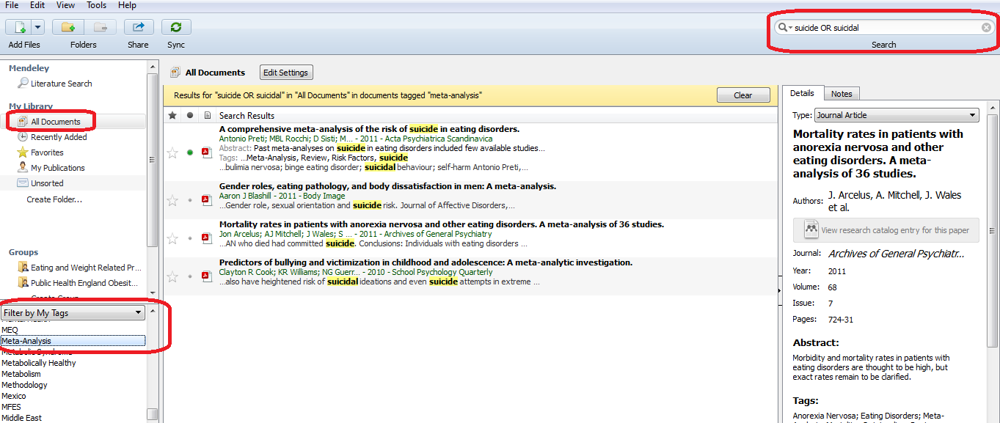 File Edit View Tools Help
Add Files Folders Share Sync
suicide OR suicidal
Search
Mendeley
Literature Search
My Library
All Documents
Recently Added
Favorites
My Publications
Unsorted
Create Folder...
Groups
Eating and Weight Related Pr...
Public Health England Obesit...
Create Group
Filter by My Tags
Mental Health
MEQ
Meta-Analysis
Metabolic Syndrome
Metabolically Healthy
Metabolism
Methodology
Mexico
MFES
Middle East
All Documents Edit Settings
Results for "suicide OR suicidal" in "All Documents" in documents tagged "meta-analysis" Clear
Search Results
A comprehensive meta-analysis of the risk of suicide in eating disorders.
Antonio Preti; MBL Rocchi; D Sisti; M... - 2011 - Acta Psychiatrica Scandinavica
Abstract: Past meta-analyses on suicide in eating disorders included few available studies...
Tags: ...Meta-Analysis, Review, Risk Factors, suicide
...bulimia nervosa; binge eating disorder; suicidal behaviour; self-harm Antonio Preti,...
Gender roles, eating pathology, and body dissatisfaction in men: A meta-analysis.
Aaron J Blashill - 2011 - Body Image
...Gender role, sexual orientation and suicide risk. Journal of Affective Disorders,...
Mortality rates in patients with anorexia nervosa and other eating disorders. A meta-analysis of 36 studies.
Jon Arcelus; AJ Mitchell; J Wales; S ... - 2011 - Archives of General Psychiatry
...AN who died had committed suicide. Conclusions: Individuals with eating disorders ...
Predictors of bullying and victimization in childhood and adolescence: A meta-analytic investigation.
Clayton R Cook; KR Williams; NG Guerr... - 2010 - School Psychology Quarterly
...also have heightened risk of suicidal ideations and even suicide attempts in extreme ...
Details Notes
Type: Journal Article
Mortality rates in patients with
anorexia nervosa and other
eating disorders. A meta-
analysis of 36 studies.
Authors: J. Arcelus, A. Mitchell, J. Wales
et al.
View research catalog entry for this paper
Journal: Archives of General Psychiatr...
Year: 2011
Volume: 68
Issue: 7
Pages: 724-31
Abstract:
Morbidity and mortality rates in patients with
eating disorders are thought to be high, but
exact rates remain to be clarified.
Tags:
Anorexia Nervosa; Eating Disorders; Meta-